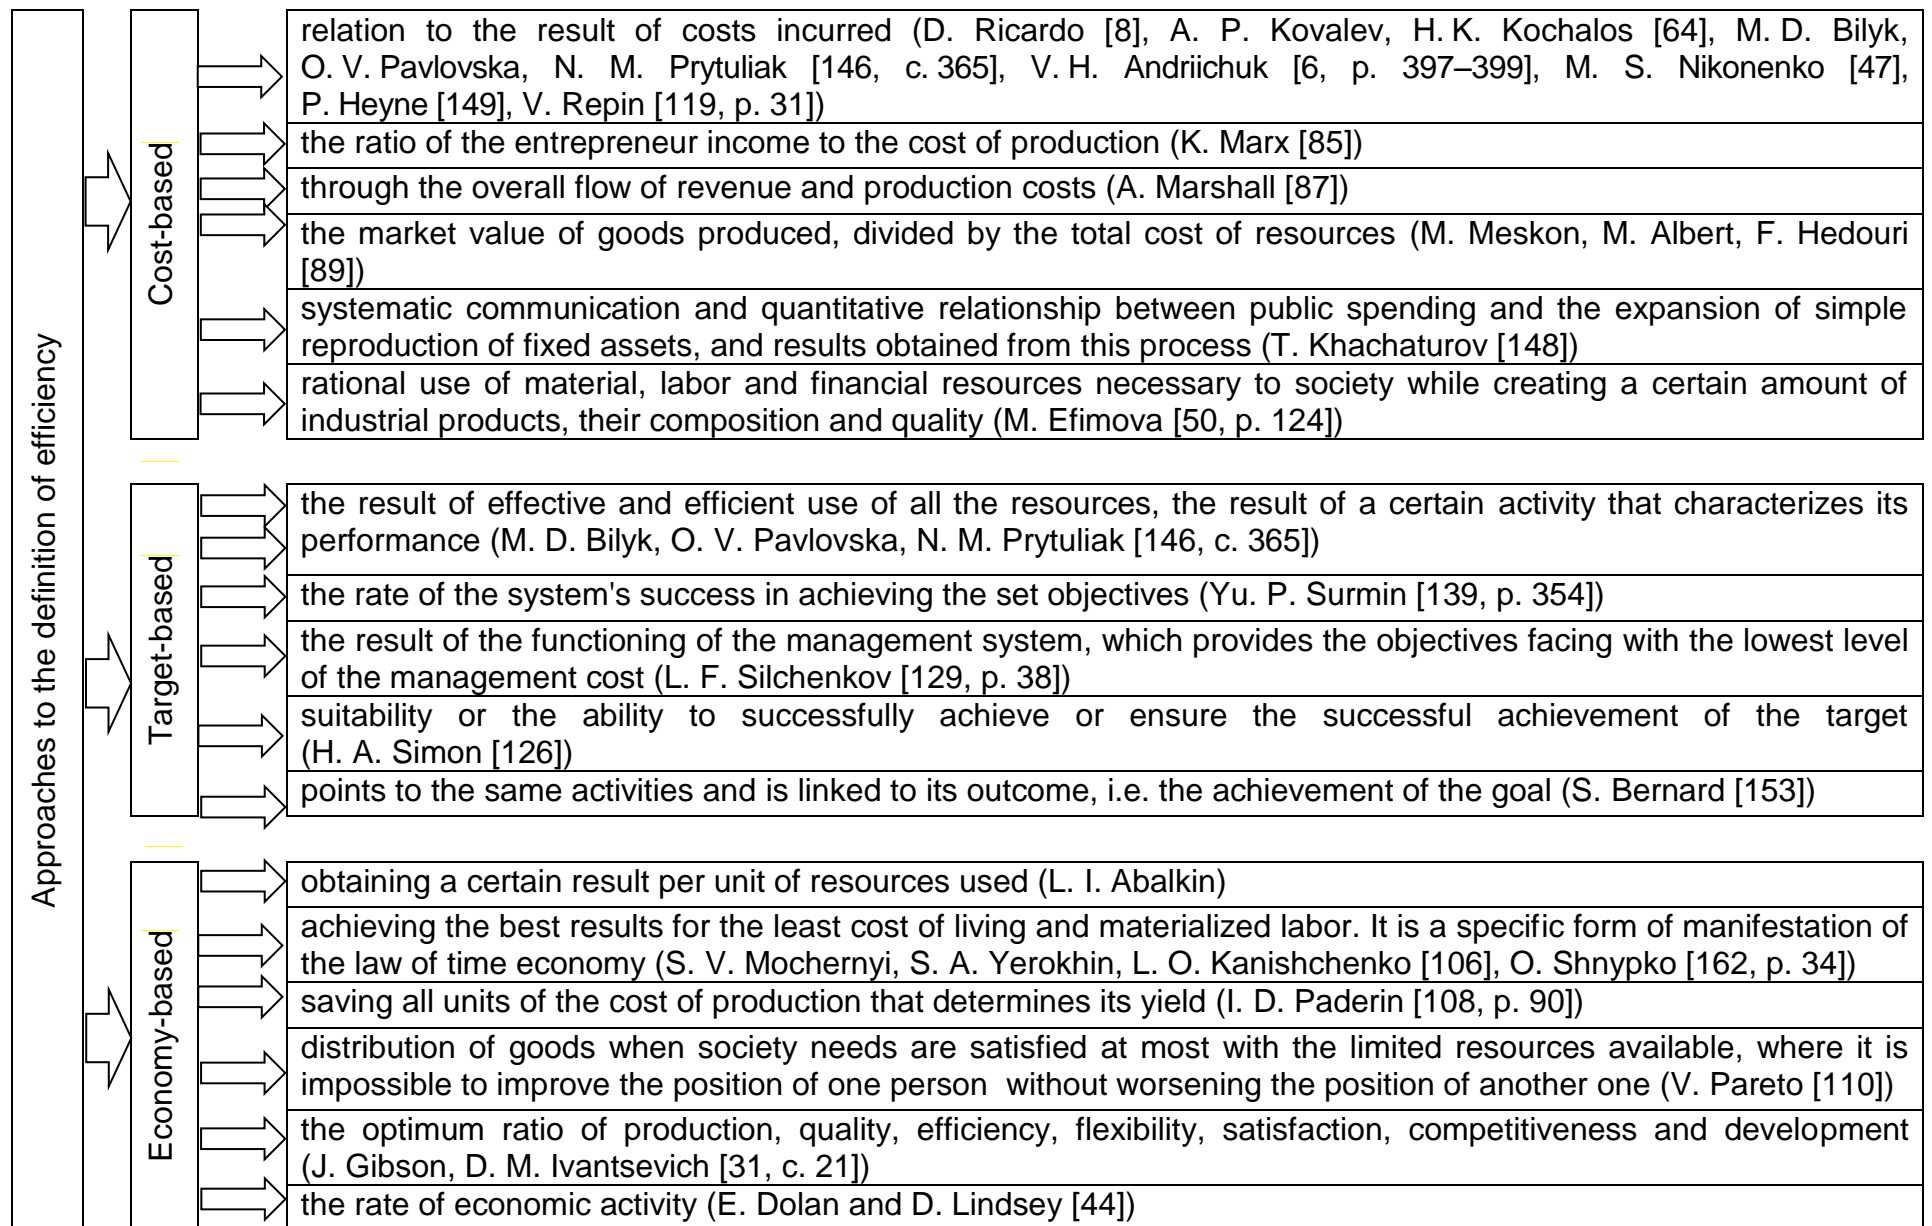 Approaches to the definition of efficiency
Cost-based
relation to the result of costs incurred (D. Ricardo [8], A. P. Kovalev, H. K. Kochalos [64], M. D. Bilyk,
O. V. Pavlovska, N. M. Prytuliak [146, c. 365], V. H. Andriichuk [6, p. 397–399], M. S. Nikonenko [47],
P. Heyne [149], V. Repin [119, p. 31])
the ratio of the entrepreneur income to the cost of production (K. Marx [85])
through the overall flow of revenue and production costs (A. Marshall [87])
the market value of goods produced, divided by the total cost of resources (M. Meskon, M. Albert, F. Hedouri
[89])
systematic communication and quantitative relationship between public spending and the expansion of simple
reproduction of fixed assets, and results obtained from this process (T. Khachaturov [148])
rational use of material, labor and financial resources necessary to society while creating a certain amount of
industrial products, their composition and quality (M. Efimova [50, p. 124])
Target-based
the result of effective and efficient use of all the resources, the result of a certain activity that characterizes its
performance (M. D. Bilyk, O. V. Pavlovska, N. M. Prytuliak [146, c. 365])
the rate of the system's success in achieving the set objectives (Yu. P. Surmin [139, p. 354])
the result of the functioning of the management system, which provides the objectives facing with the lowest level
of the management cost (L. F. Silchenkov [129, p. 38])
suitability or the ability to successfully achieve or ensure the successful achievement of the target
(H. A. Simon [126])
points to the same activities and is linked to its outcome, i.e. the achievement of the goal (S. Bernard [153])
Economy-based
obtaining a certain result per unit of resources used (L. I. Abalkin)
achieving the best results for the least cost of living and materialized labor. It is a specific form of manifestation of
the law of time economy (S. V. Mochernyi, S. A. Yerokhin, L. O. Kanishchenko [106], O. Shnypko [162, p. 34])
saving all units of the cost of production that determines its yield (I. D. Paderin [108, p. 90])
distribution of goods when society needs are satisfied at most with the limited resources available, where it is
impossible to improve the position of one person without worsening the position of another one (V. Pareto [110])
the optimum ratio of production, quality, efficiency, flexibility, satisfaction, competitiveness and development
(J. Gibson, D. M. Ivantsevich [31, c. 21])
the rate of economic activity (E. Dolan and D. Lindsey [44])